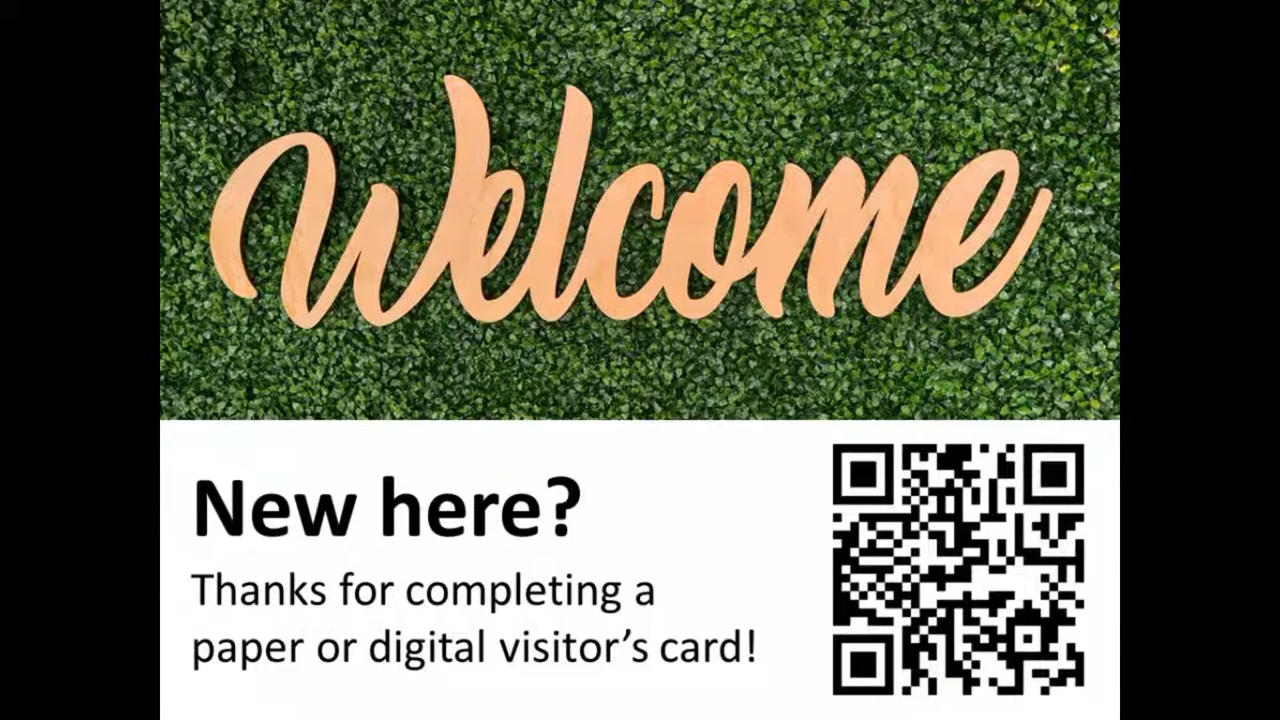 Welcome
New here?
Thanks for completing a
paper or digital visitor’s card!